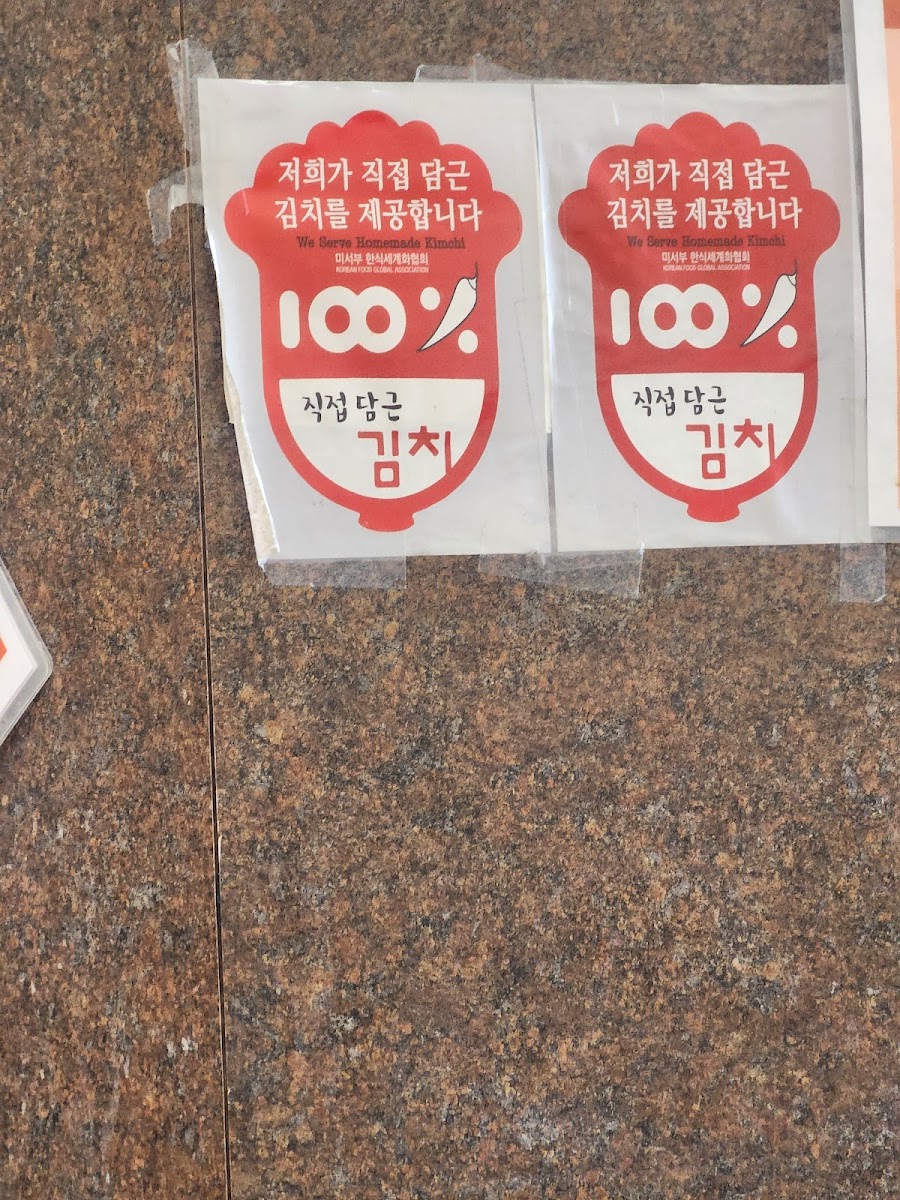 저희가 직접 담근
김치를 제공합니다
We Serve Homemade Kimchi
미서부 한식세계화협회
KOREAN FOOD GLOBAL ASSOCIATION
100%
직접 담근
김치
저희가 직접 담근
김치를 제공합니다
We Serve Homemade Kimchi
미서부 한식세계화협회
KOREAN FOOD GLOBAL ASSOCIATION
100%
직접 담근
김치